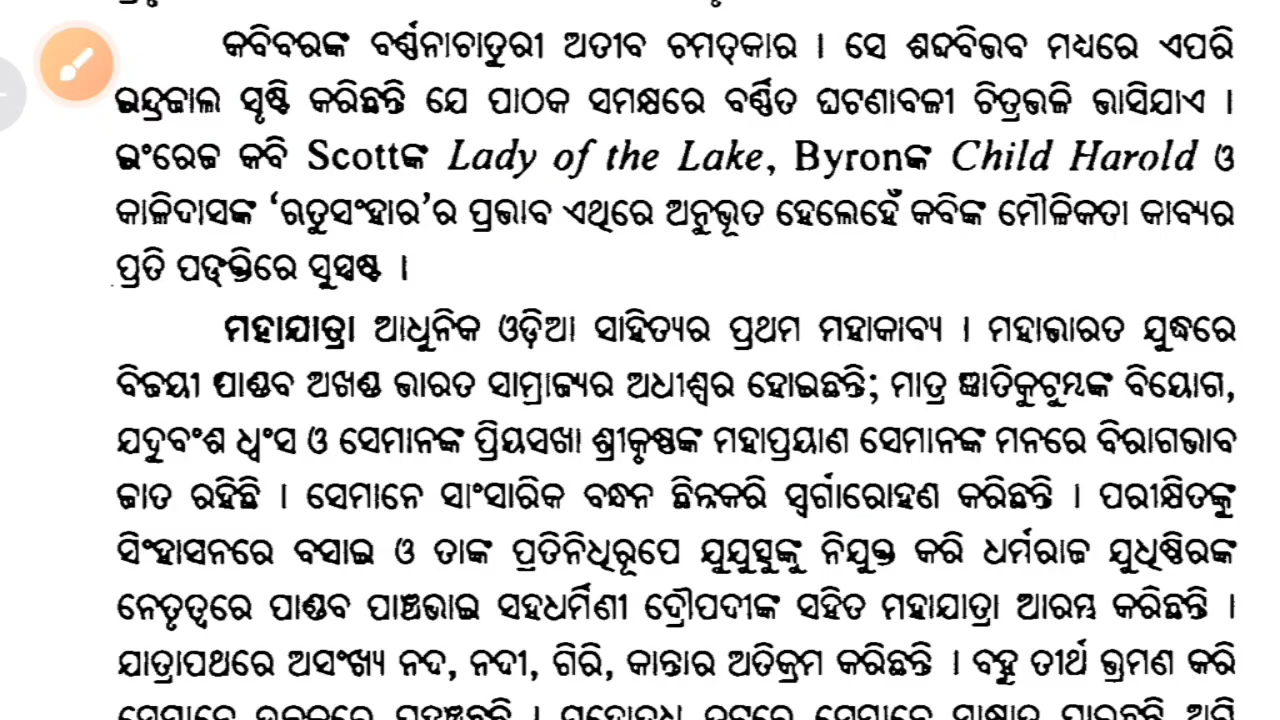 କବିବରଙ୍କ ବର୍ଣ୍ଣନାଚାତୁରୀ ଅତୀବ ଚମତ୍କାର । ସେ ଶବ୍ଦବିଭବ ମଧ୍ୟରେ ଏପରି
ଇନ୍ଦ୍ରଜାଲ ସୃଷ୍ଟି କରିଛନ୍ତି ଯେ ପାଠକ ସମକ୍ଷରେ ବର୍ଣ୍ଣିତ ଘଟଣାବଳୀ ଚିତ୍ରଭଳି ଭାସିଯାଏ ।
ଇଂରେଜ କବି Scottଙ୍କ Lady of the Lake, Byronଙ୍କ Child Harold ଓ
କାଳିଦାସଙ୍କ ‘ଋତୁସଂହାର’ର ପ୍ରଭାବ ଏଥିରେ ଅନୁଭୂତ ହେଲେହେଁ କବିଙ୍କ ମୌଳିକତା କାବ୍ୟର
ପ୍ରତି ପଙ୍‌କ୍ତିରେ ସୁସ୍ପଷ୍ଟ ।
ମହାଯାତ୍ରା ଆଧୁନିକ ଓଡ଼ିଆ ସାହିତ୍ୟର ପ୍ରଥମ ମହାକାବ୍ୟ । ମହାଭାରତ ଯୁଦ୍ଧରେ
ବିଜୟୀ ପାଣ୍ଡବ ଅଖଣ୍ଡ ଭାରତ ସାମ୍ରାଜ୍ୟର ଅଧୀଶ୍ୱର ହୋଇଛନ୍ତି; ମାତ୍ର ଜ୍ଞାତିକୁଟୁମ୍ବଙ୍କ ବିୟୋଗ,
ଯଦୁବଂଶ ଧ୍ୱଂସ ଓ ସେମାନଙ୍କ ପ୍ରିୟସଖା ଶ୍ରୀକୃଷ୍ଣଙ୍କ ମହାପ୍ରୟାଣ ସେମାନଙ୍କ ମନରେ ବିରାଗଭାବ
ଜାତ ରହିଛି । ସେମାନେ ସାଂସାରିକ ବନ୍ଧନ ଛିନ୍ନକରି ସ୍ୱର୍ଗାରୋହଣ କରିଛନ୍ତି । ପରୀକ୍ଷିତଙ୍କୁ
ସିଂହାସନରେ ବସାଇ ଓ ତାଙ୍କ ପ୍ରତିନିଧିରୂପେ ଯୁଯୁତ୍ସୁଙ୍କୁ ନିଯୁକ୍ତ କରି ଧର୍ମରାଜ ଯୁଧିଷ୍ଠିରଙ୍କ
ନେତୃତ୍ୱରେ ପାଣ୍ଡବ ପାଞ୍ଚଭାଇ ସହଧର୍ମିଣୀ ଦ୍ରୌପଦୀଙ୍କ ସହିତ ମହାଯାତ୍ରା ଆରମ୍ଭ କରିଛନ୍ତି ।
ଯାତ୍ରାପଥରେ ଅସଂଖ୍ୟ ନଦ, ନଦୀ, ଗିରି, କାନ୍ତାର ଅତିକ୍ରମ କରିଛନ୍ତି । ବହୁ ତୀର୍ଥ ଭ୍ରମଣ କରି